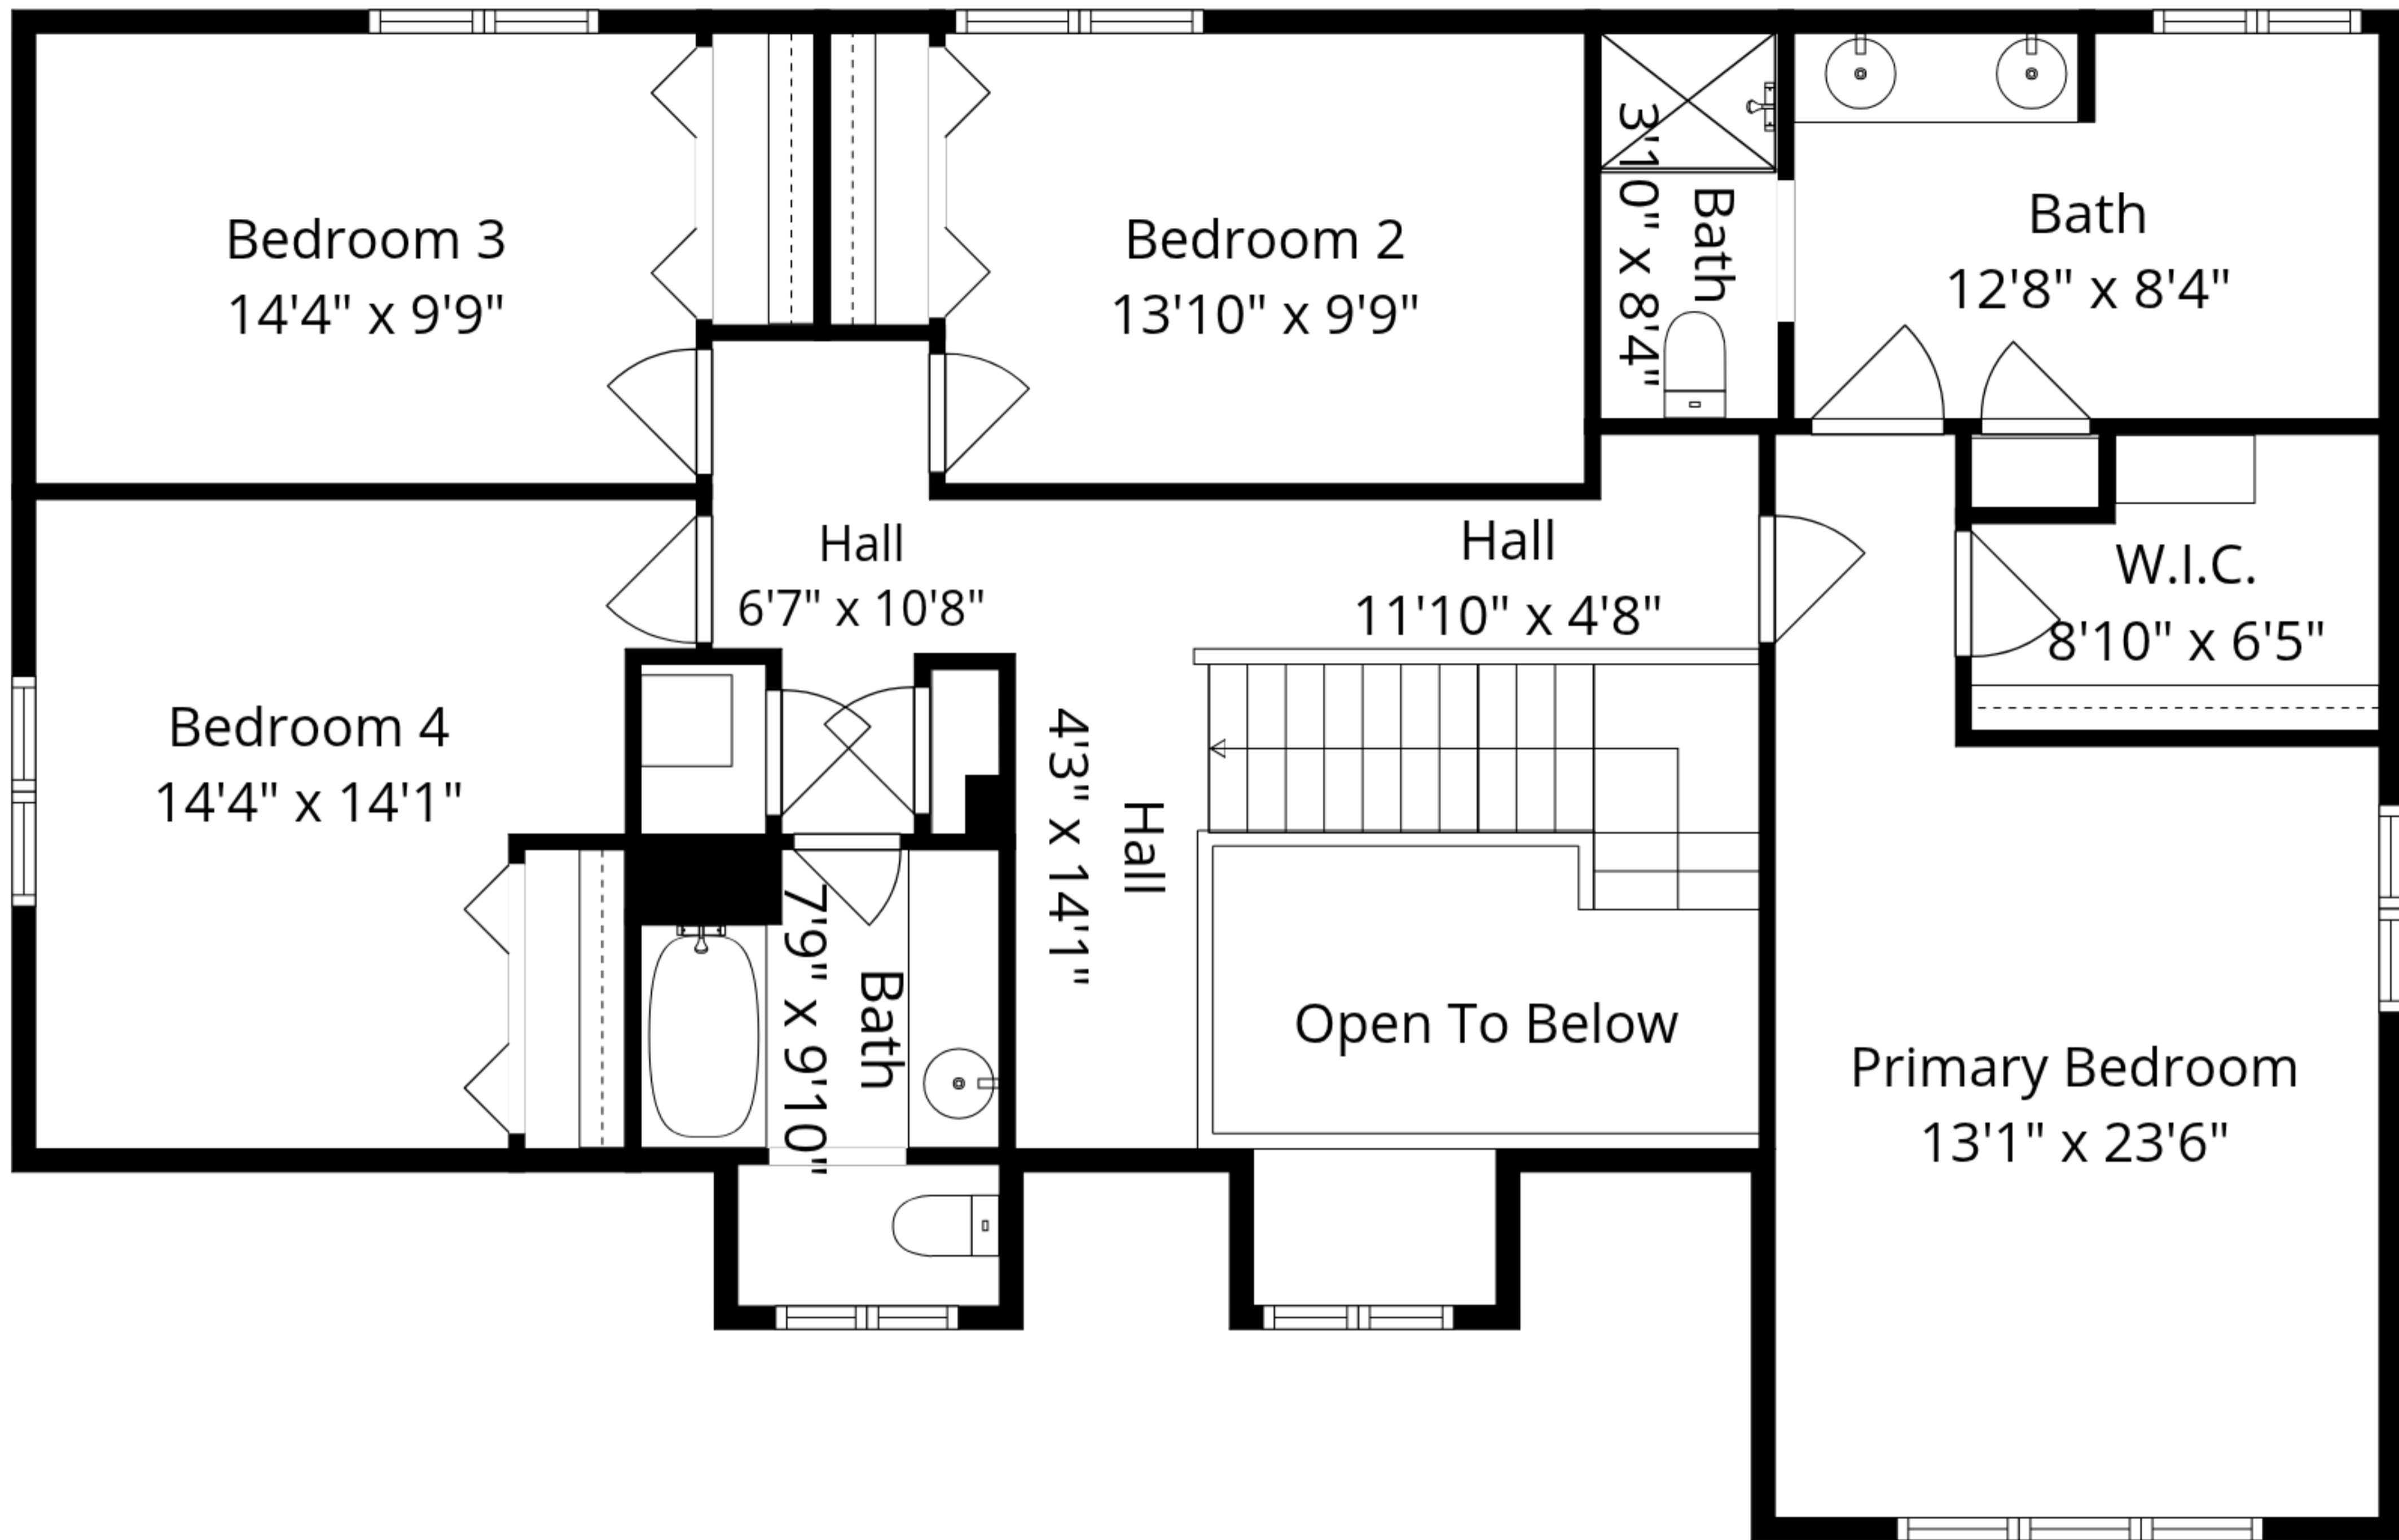 Bedroom 3
14'4" x 9'9"
Bedroom 2
13'10" x 9'9"
Bath
3'10" x 8'4"
Bath
12'8" x 8'4"
Hall
6'7" x 10'8"
Hall
11'10" x 4'8"
W.I.C.
8'10" x 6'5"
Bedroom 4
14'4" x 14'1"
Hall
4'3" x 14'1"
Bath
7'9" x 9'10"
Open To Below
Primary Bedroom
13'1" x 23'6"